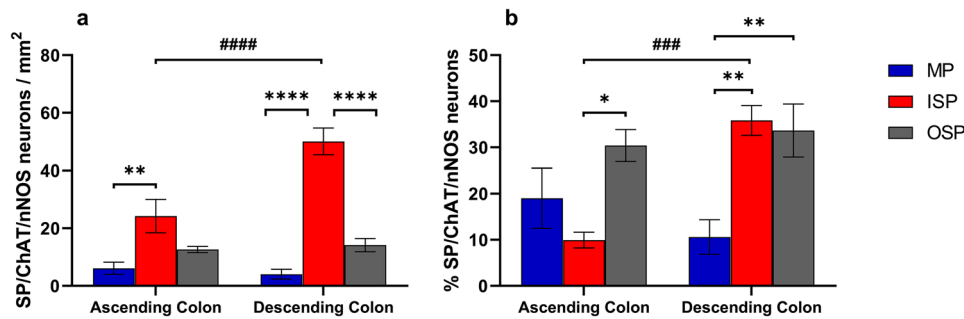 a
SP/ChAT/nNOS neurons / mm²
80
60
40
20
0
####
**
****
****
Ascending Colon
Descending Colon
b
% SP/ChAT/nNOS neurons
50
40
30
20
10
0
###
*
**
**
Ascending Colon
Descending Colon
MP
ISP
OSP